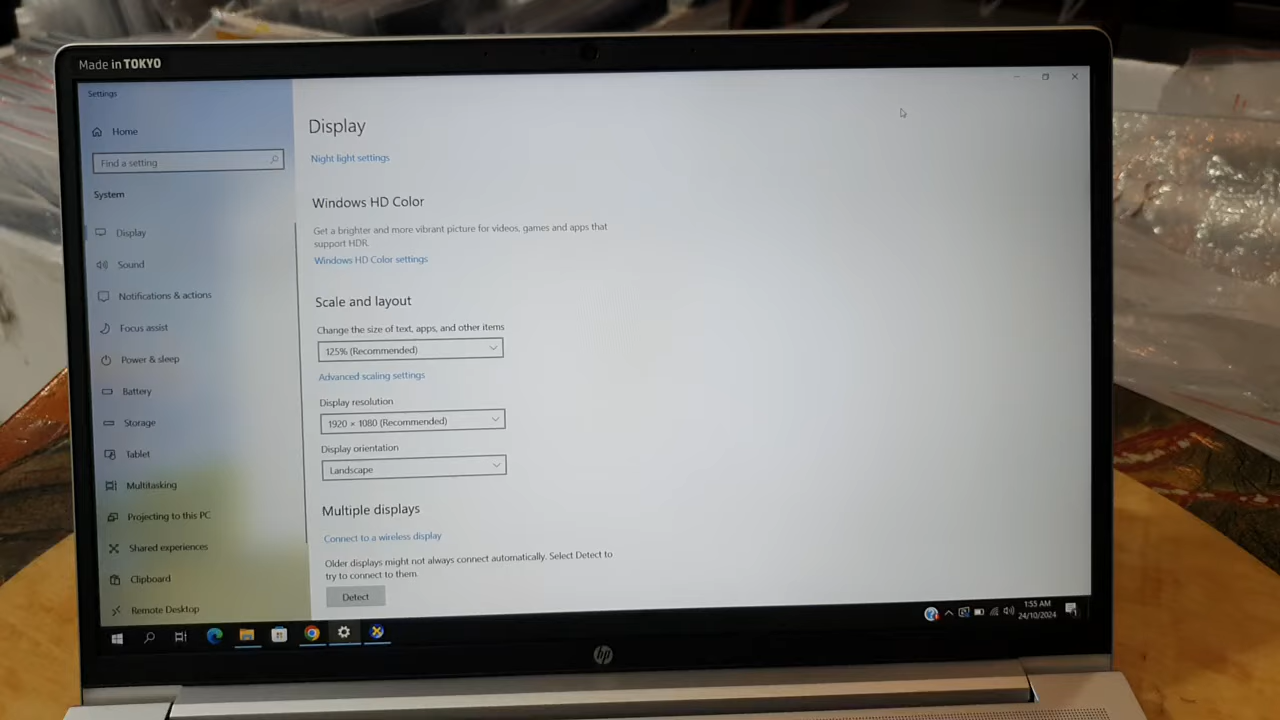 Made in TOKYO
Settings
Home
Find a setting
System
Display
Sound
Notifications & actions
Focus assist
Power & sleep
Battery
Storage
Tablet
Multitasking
Projecting to this PC
Shared experiences
Clipboard
Remote Desktop
Display
Night light settings
Windows HD Color
Get a brighter and more vibrant picture for videos, games and apps that
support HDR.
Windows HD Color settings
Scale and layout
Change the size of text, apps, and other items
125% (Recommended)
Advanced scaling settings
Display resolution
1920 × 1080 (Recommended)
Display orientation
Landscape
Multiple displays
Connect to a wireless display
Older displays might not always connect automatically. Select Detect to
try to connect to them.
Detect
1:55 AM
24/10/2024
hp